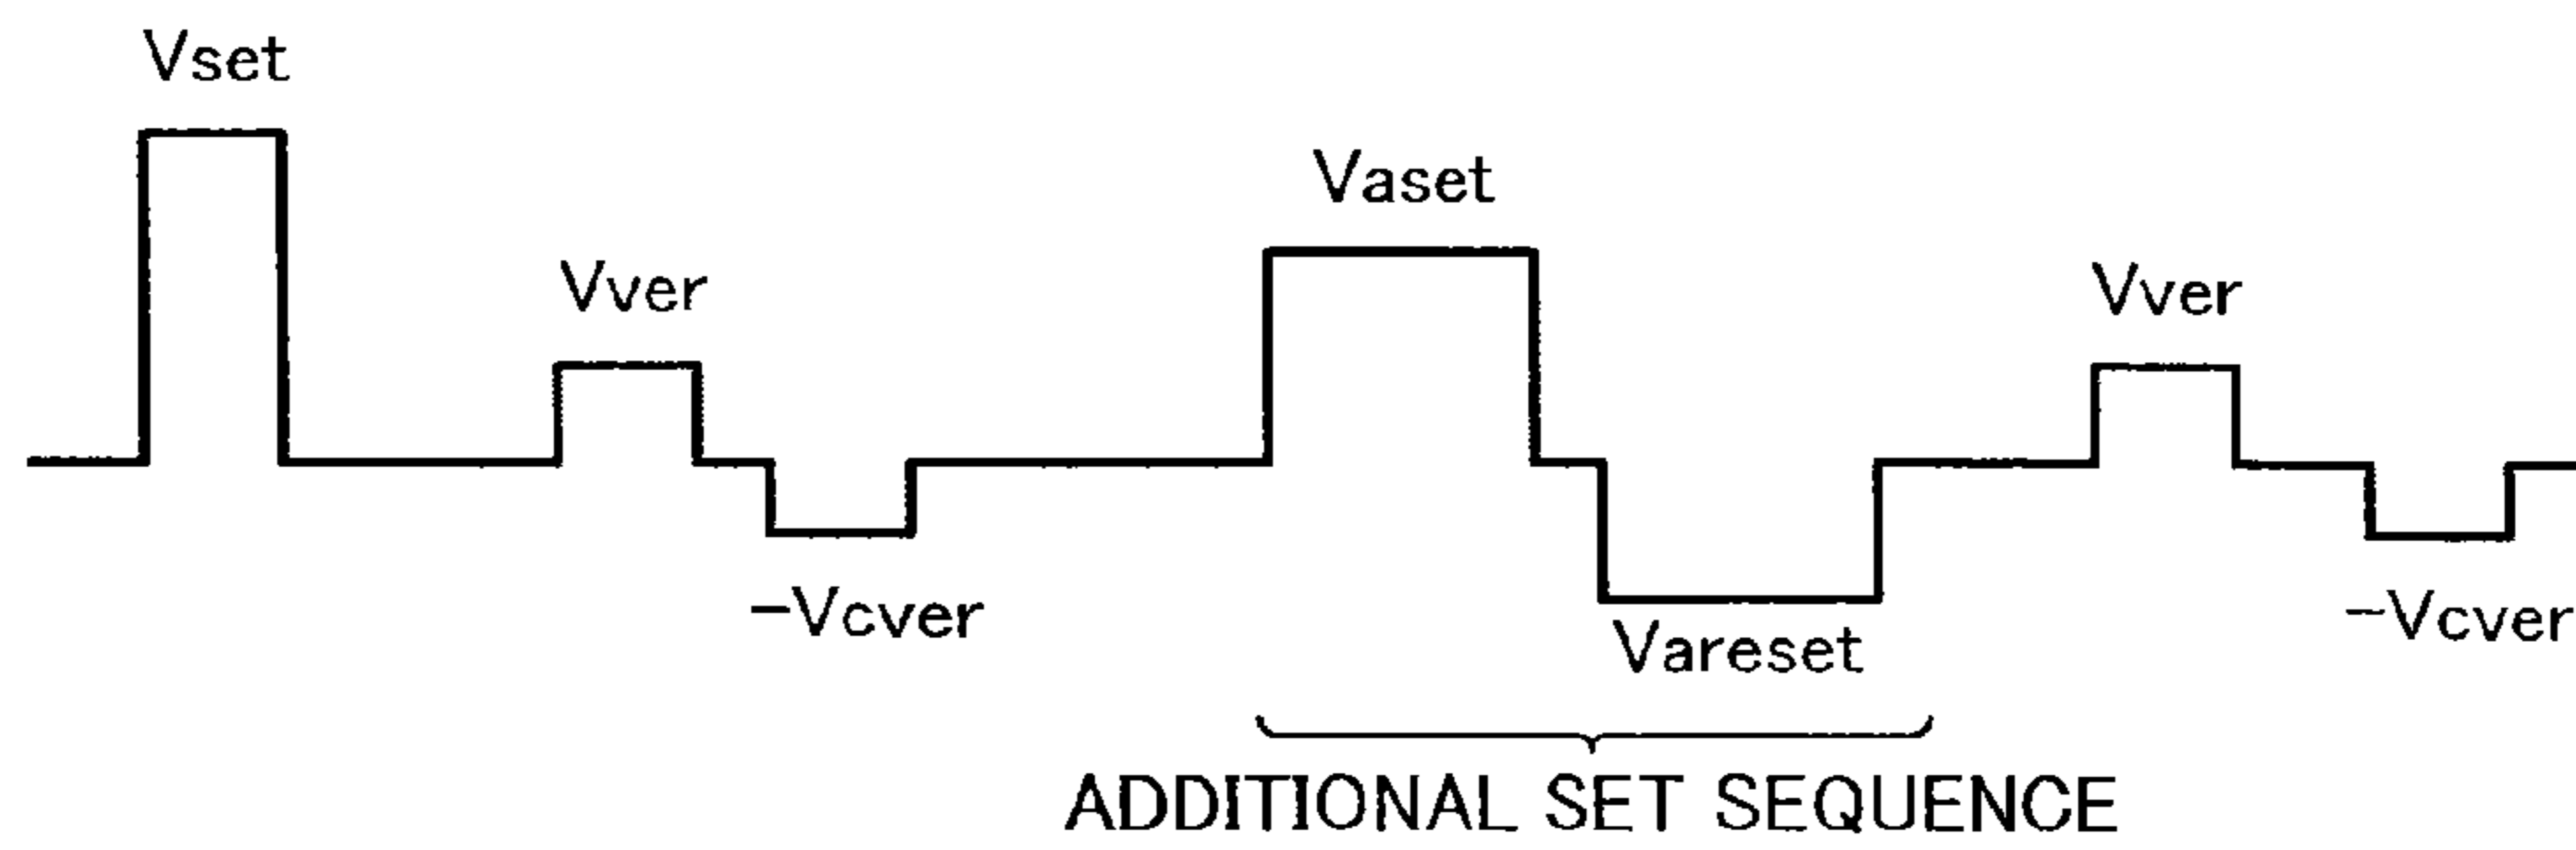 Vset
Vaset
Vver
Vver
−Vcver
−Vcver
Vareset
ADDITIONAL SET SEQUENCE